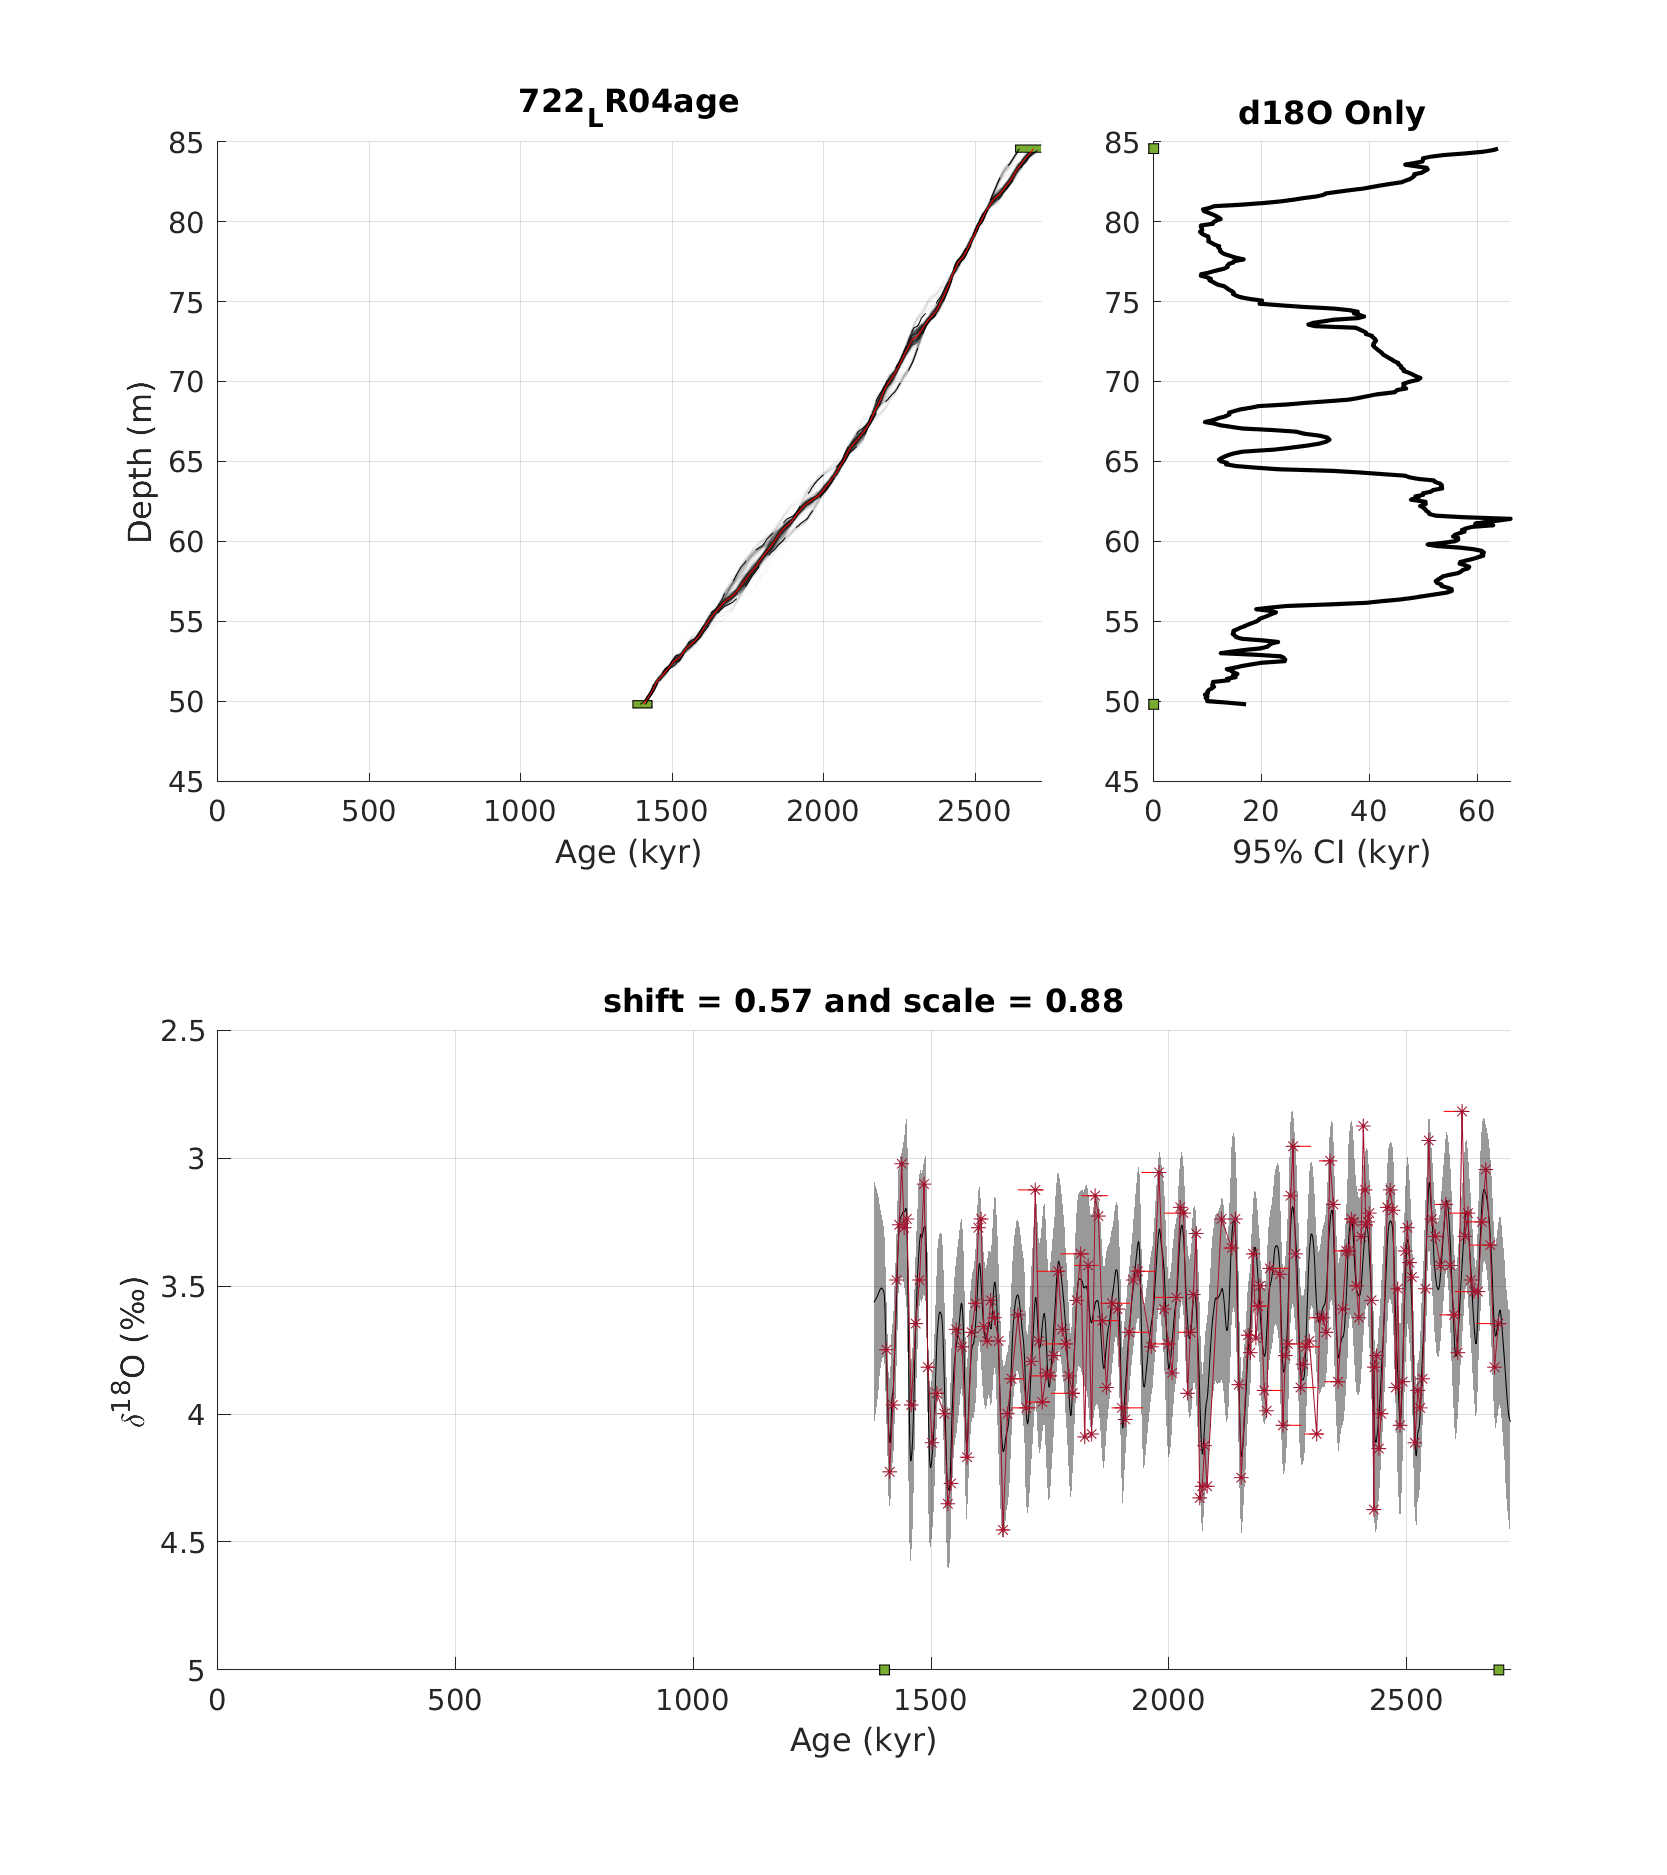 722LR04age
85
80
75
70
65
60
55
50
45
Depth (m)
0 500 1000 1500 2000 2500
Age (kyr)
d18O Only
85
80
75
70
65
60
55
50
45
0 20 40 60
95% CI (kyr)
shift = 0.57 and scale = 0.88
2.5
3
3.5
4
4.5
5
δ18O (‰)
0 500 1000 1500 2000 2500
Age (kyr)